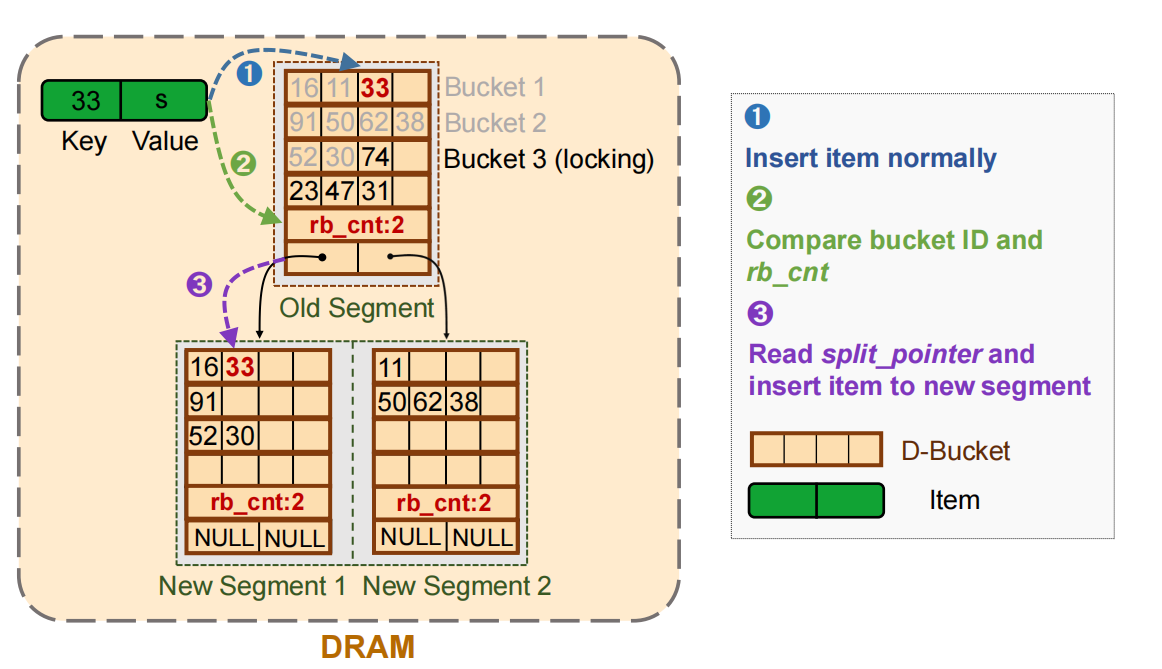 ❶
16 11 33 Bucket 1
33 s
91 50 62 38 Bucket 2
Key Value
52 30 74 Bucket 3 (locking)
❷
23 47 31
rb_cnt:2
❸
Old Segment
16 33
91
52 30
rb_cnt:2
NULL NULL
11
50 62 38
rb_cnt:2
NULL NULL
New Segment 1 New Segment 2
DRAM
❶
Insert item normally
❷
Compare bucket ID and
rb_cnt
❸
Read split_pointer and
insert item to new segment
D-Bucket
Item